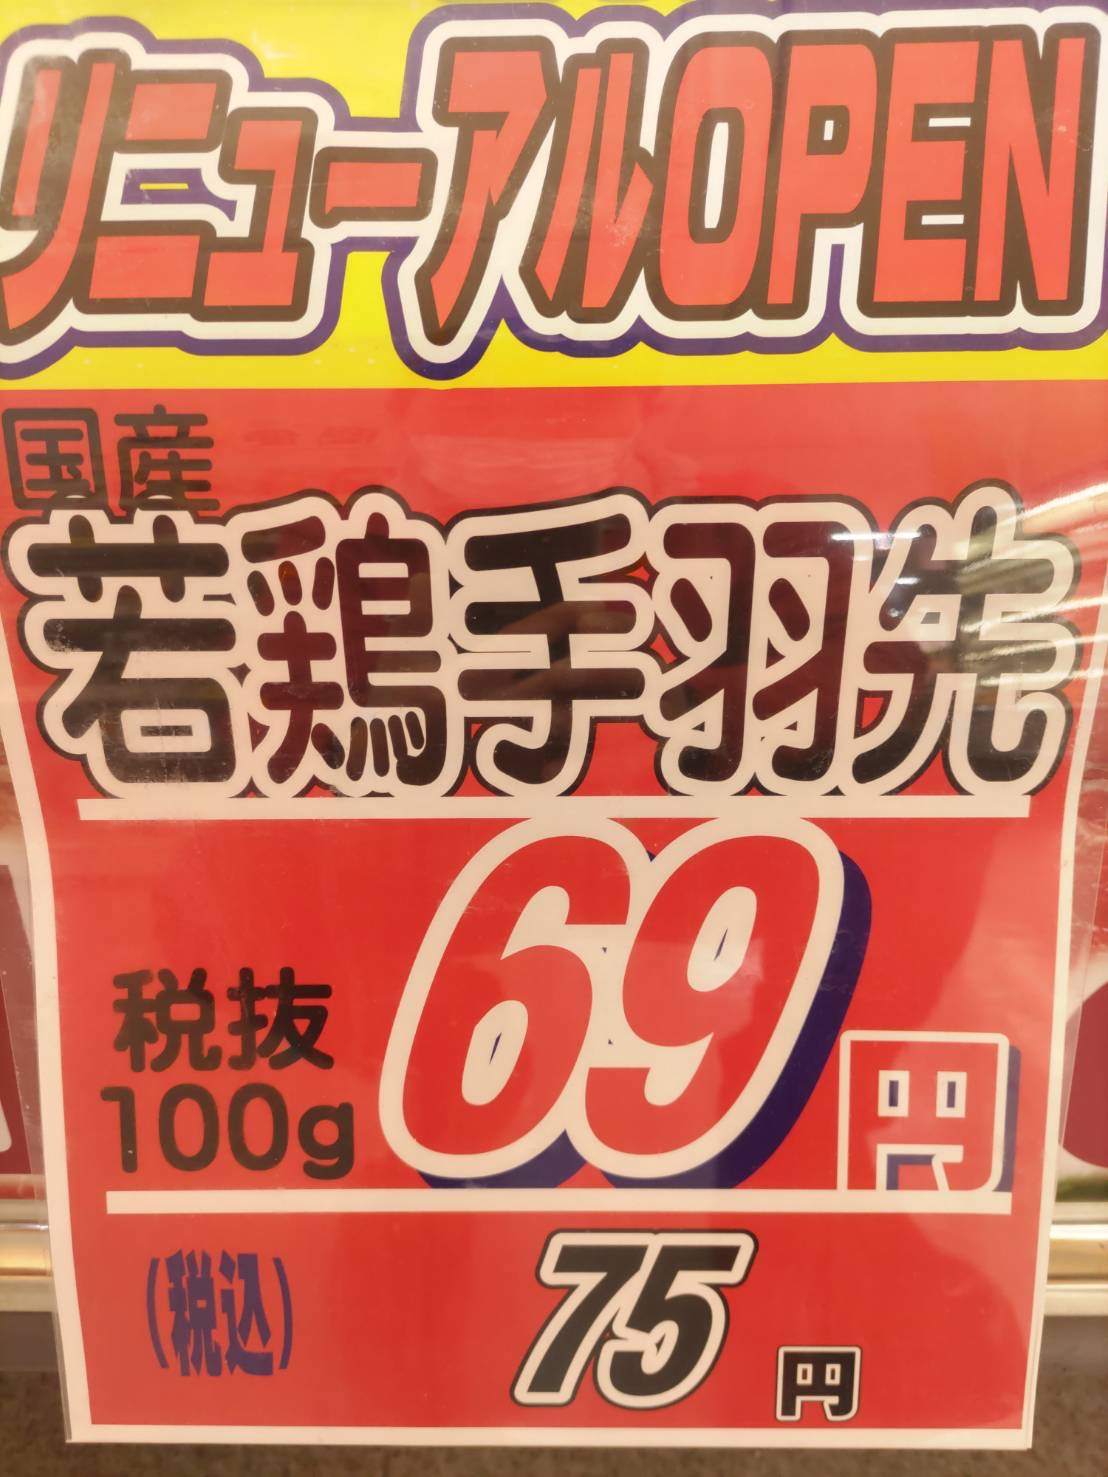 リニューアルOPEN
国産
若鶏手羽先
税抜
100g
69円
(税込)
75円